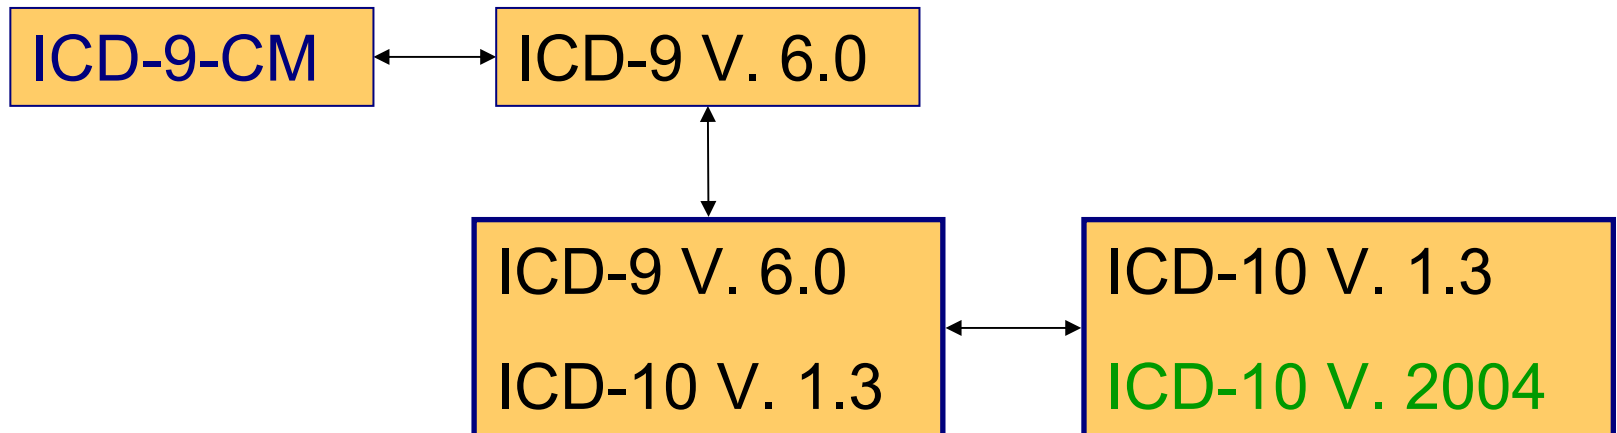 ICD-9-CM
ICD-9 V. 6.0
ICD-9 V. 6.0
ICD-10 V. 1.3
ICD-10 V. 1.3
ICD-10 V. 2004